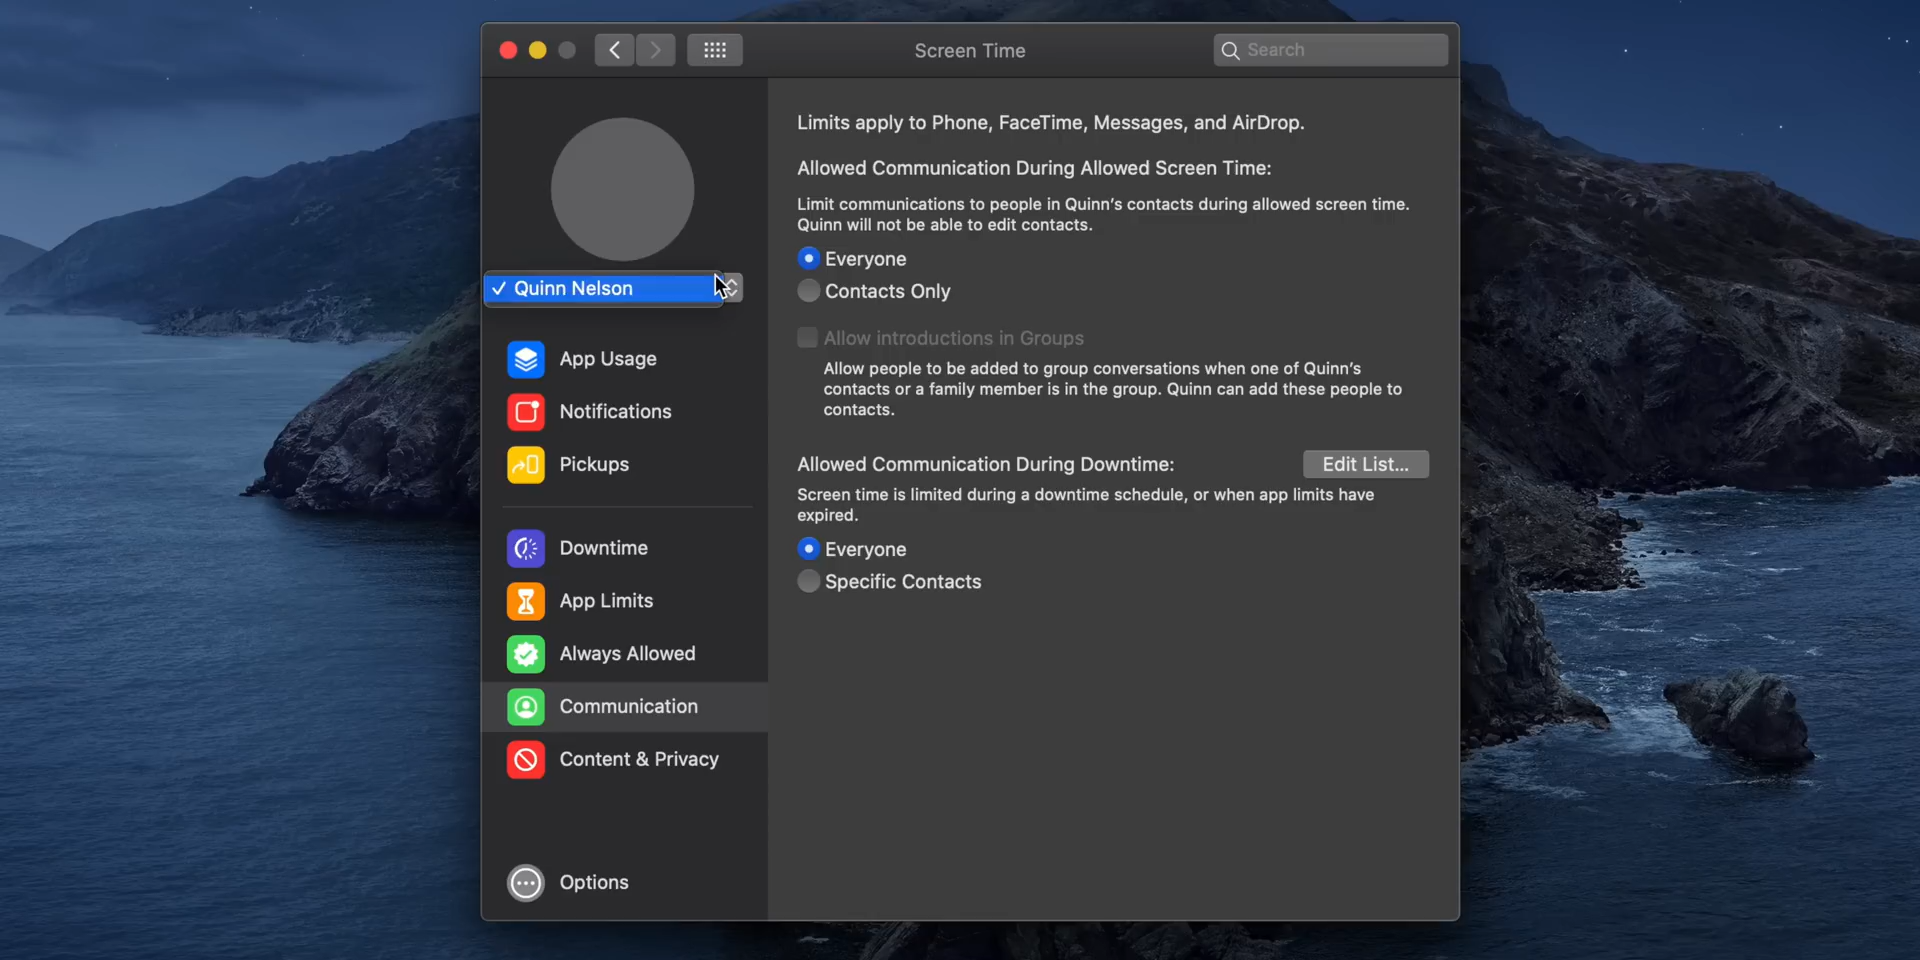 Screen Time
Search
Quinn Nelson
App Usage
Notifications
Pickups
Downtime
App Limits
Always Allowed
Communication
Content & Privacy
Options
Limits apply to Phone, FaceTime, Messages, and AirDrop.
Allowed Communication During Allowed Screen Time:
Limit communications to people in Quinn’s contacts during allowed screen time.
Quinn will not be able to edit contacts.
Everyone
Contacts Only
Allow introductions in Groups
Allow people to be added to group conversations when one of Quinn’s
contacts or a family member is in the group. Quinn can add these people to
contacts.
Allowed Communication During Downtime:
Edit List...
Screen time is limited during a downtime schedule, or when app limits have
expired.
Everyone
Specific Contacts